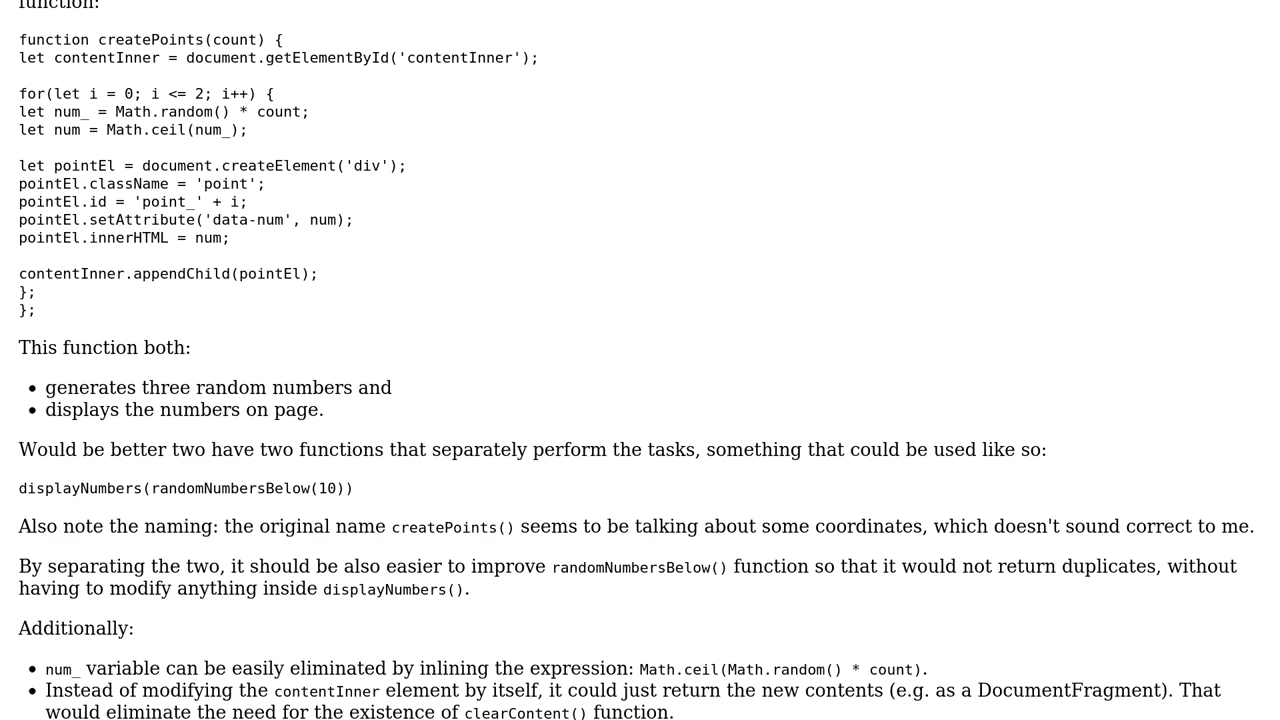 function:
function createPoints(count) {
let contentInner = document.getElementById('contentInner');
for(let i = 0; i <= 2; i++) {
let num_ = Math.random() * count;
let num = Math.ceil(num_);
let pointEl = document.createElement('div');
pointEl.className = 'point';
pointEl.id = 'point_' + i;
pointEl.setAttribute('data-num', num);
pointEl.innerHTML = num;
contentInner.appendChild(pointEl);
};
};
This function both:
• generates three random numbers and
• displays the numbers on page.
Would be better two have two functions that separately perform the tasks, something that could be used like so:
displayNumbers(randomNumbersBelow(10))
Also note the naming: the original name createPoints() seems to be talking about some coordinates, which doesn't sound correct to me.
By separating the two, it should be also easier to improve randomNumbersBelow() function so that it would not return duplicates, without
having to modify anything inside displayNumbers().
Additionally:
• num_ variable can be easily eliminated by inlining the expression: Math.ceil(Math.random() * count).
• Instead of modifying the contentInner element by itself, it could just return the new contents (e.g. as a DocumentFragment). That
would eliminate the need for the existence of clearContent() function.